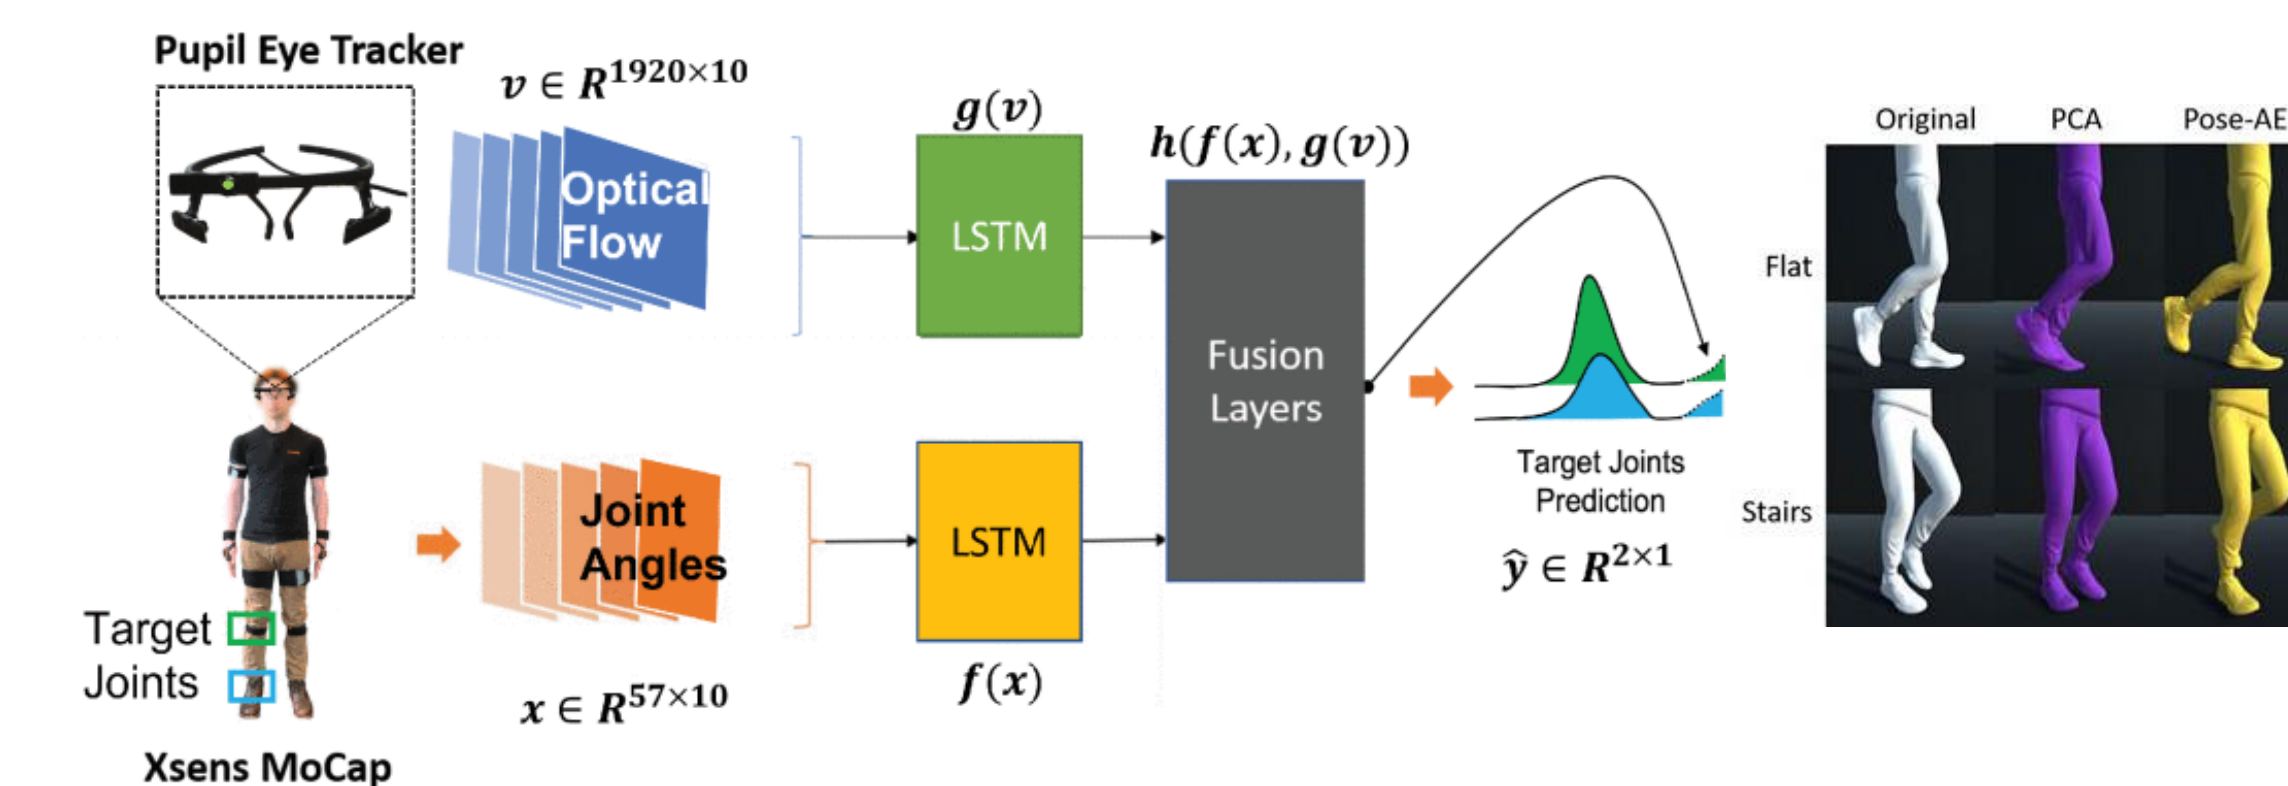 Pupil Eye Tracker
v ∈ R^{1920×10}
Optical
Flow
g(v)
LSTM
h(f(x), g(v))
Fusion
Layers
Joint
Angles
x ∈ R^{57×10}
LSTM
f(x)
Target
Joints
Xsens MoCap
Target Joints
Prediction
ŷ ∈ R^{2×1}
Original PCA Pose-AE
Flat
Stairs